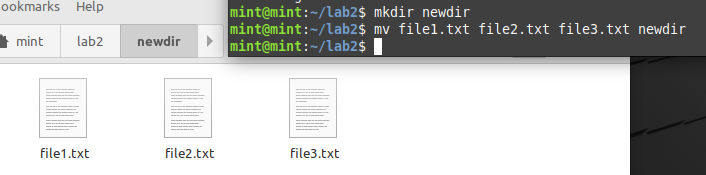 ookmarks Help
mint lab2 newdir
mint@mint:~/lab2$ mkdir newdir
mint@mint:~/lab2$ mv file1.txt file2.txt file3.txt newdir
mint@mint:~/lab2$
file1.txt file2.txt file3.txt